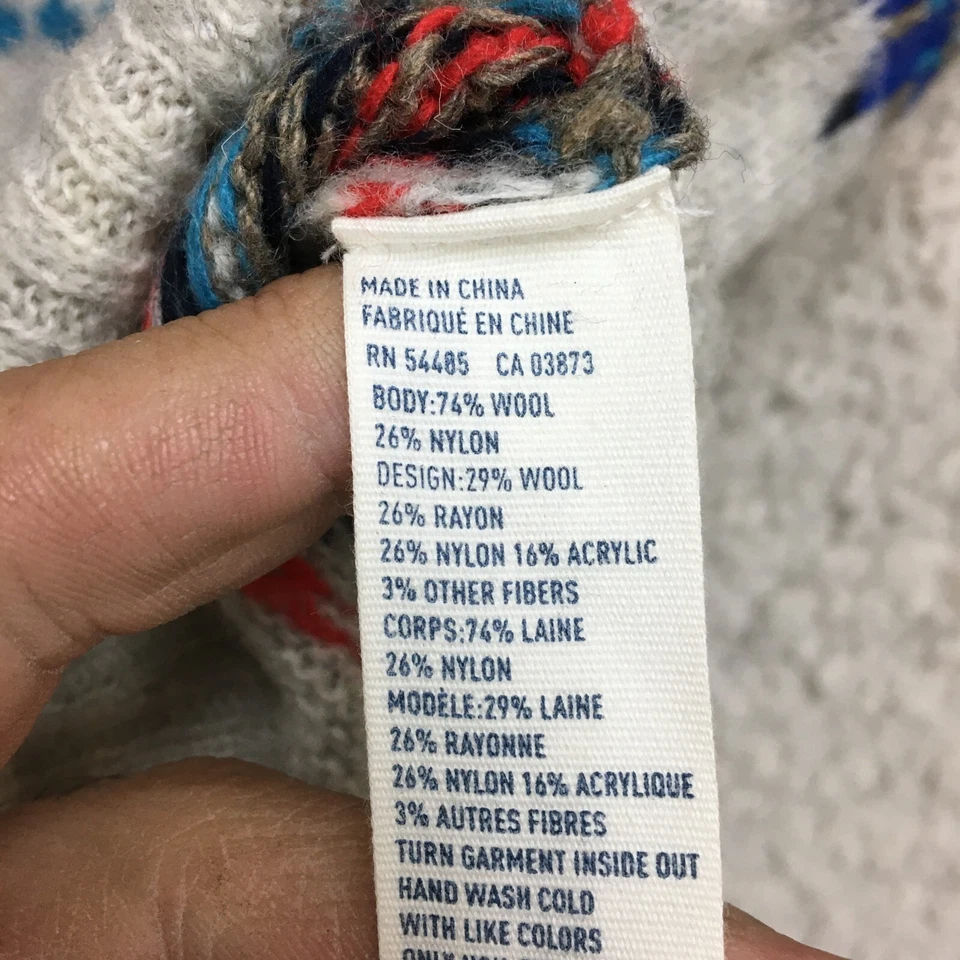 MADE IN CHINA
FABRIQUÉ EN CHINE
RN 54485 CA 03873
BODY:74% WOOL
26% NYLON
DESIGN:29% WOOL
26% RAYON
26% NYLON 16% ACRYLIC
3% OTHER FIBERS
CORPS:74% LAINE
26% NYLON
MODÈLE:29% LAINE
26% RAYONNE
26% NYLON 16% ACRYLIQUE
3% AUTRES FIBRES
TURN GARMENT INSIDE OUT
HAND WASH COLD
WITH LIKE COLORS
ONLY